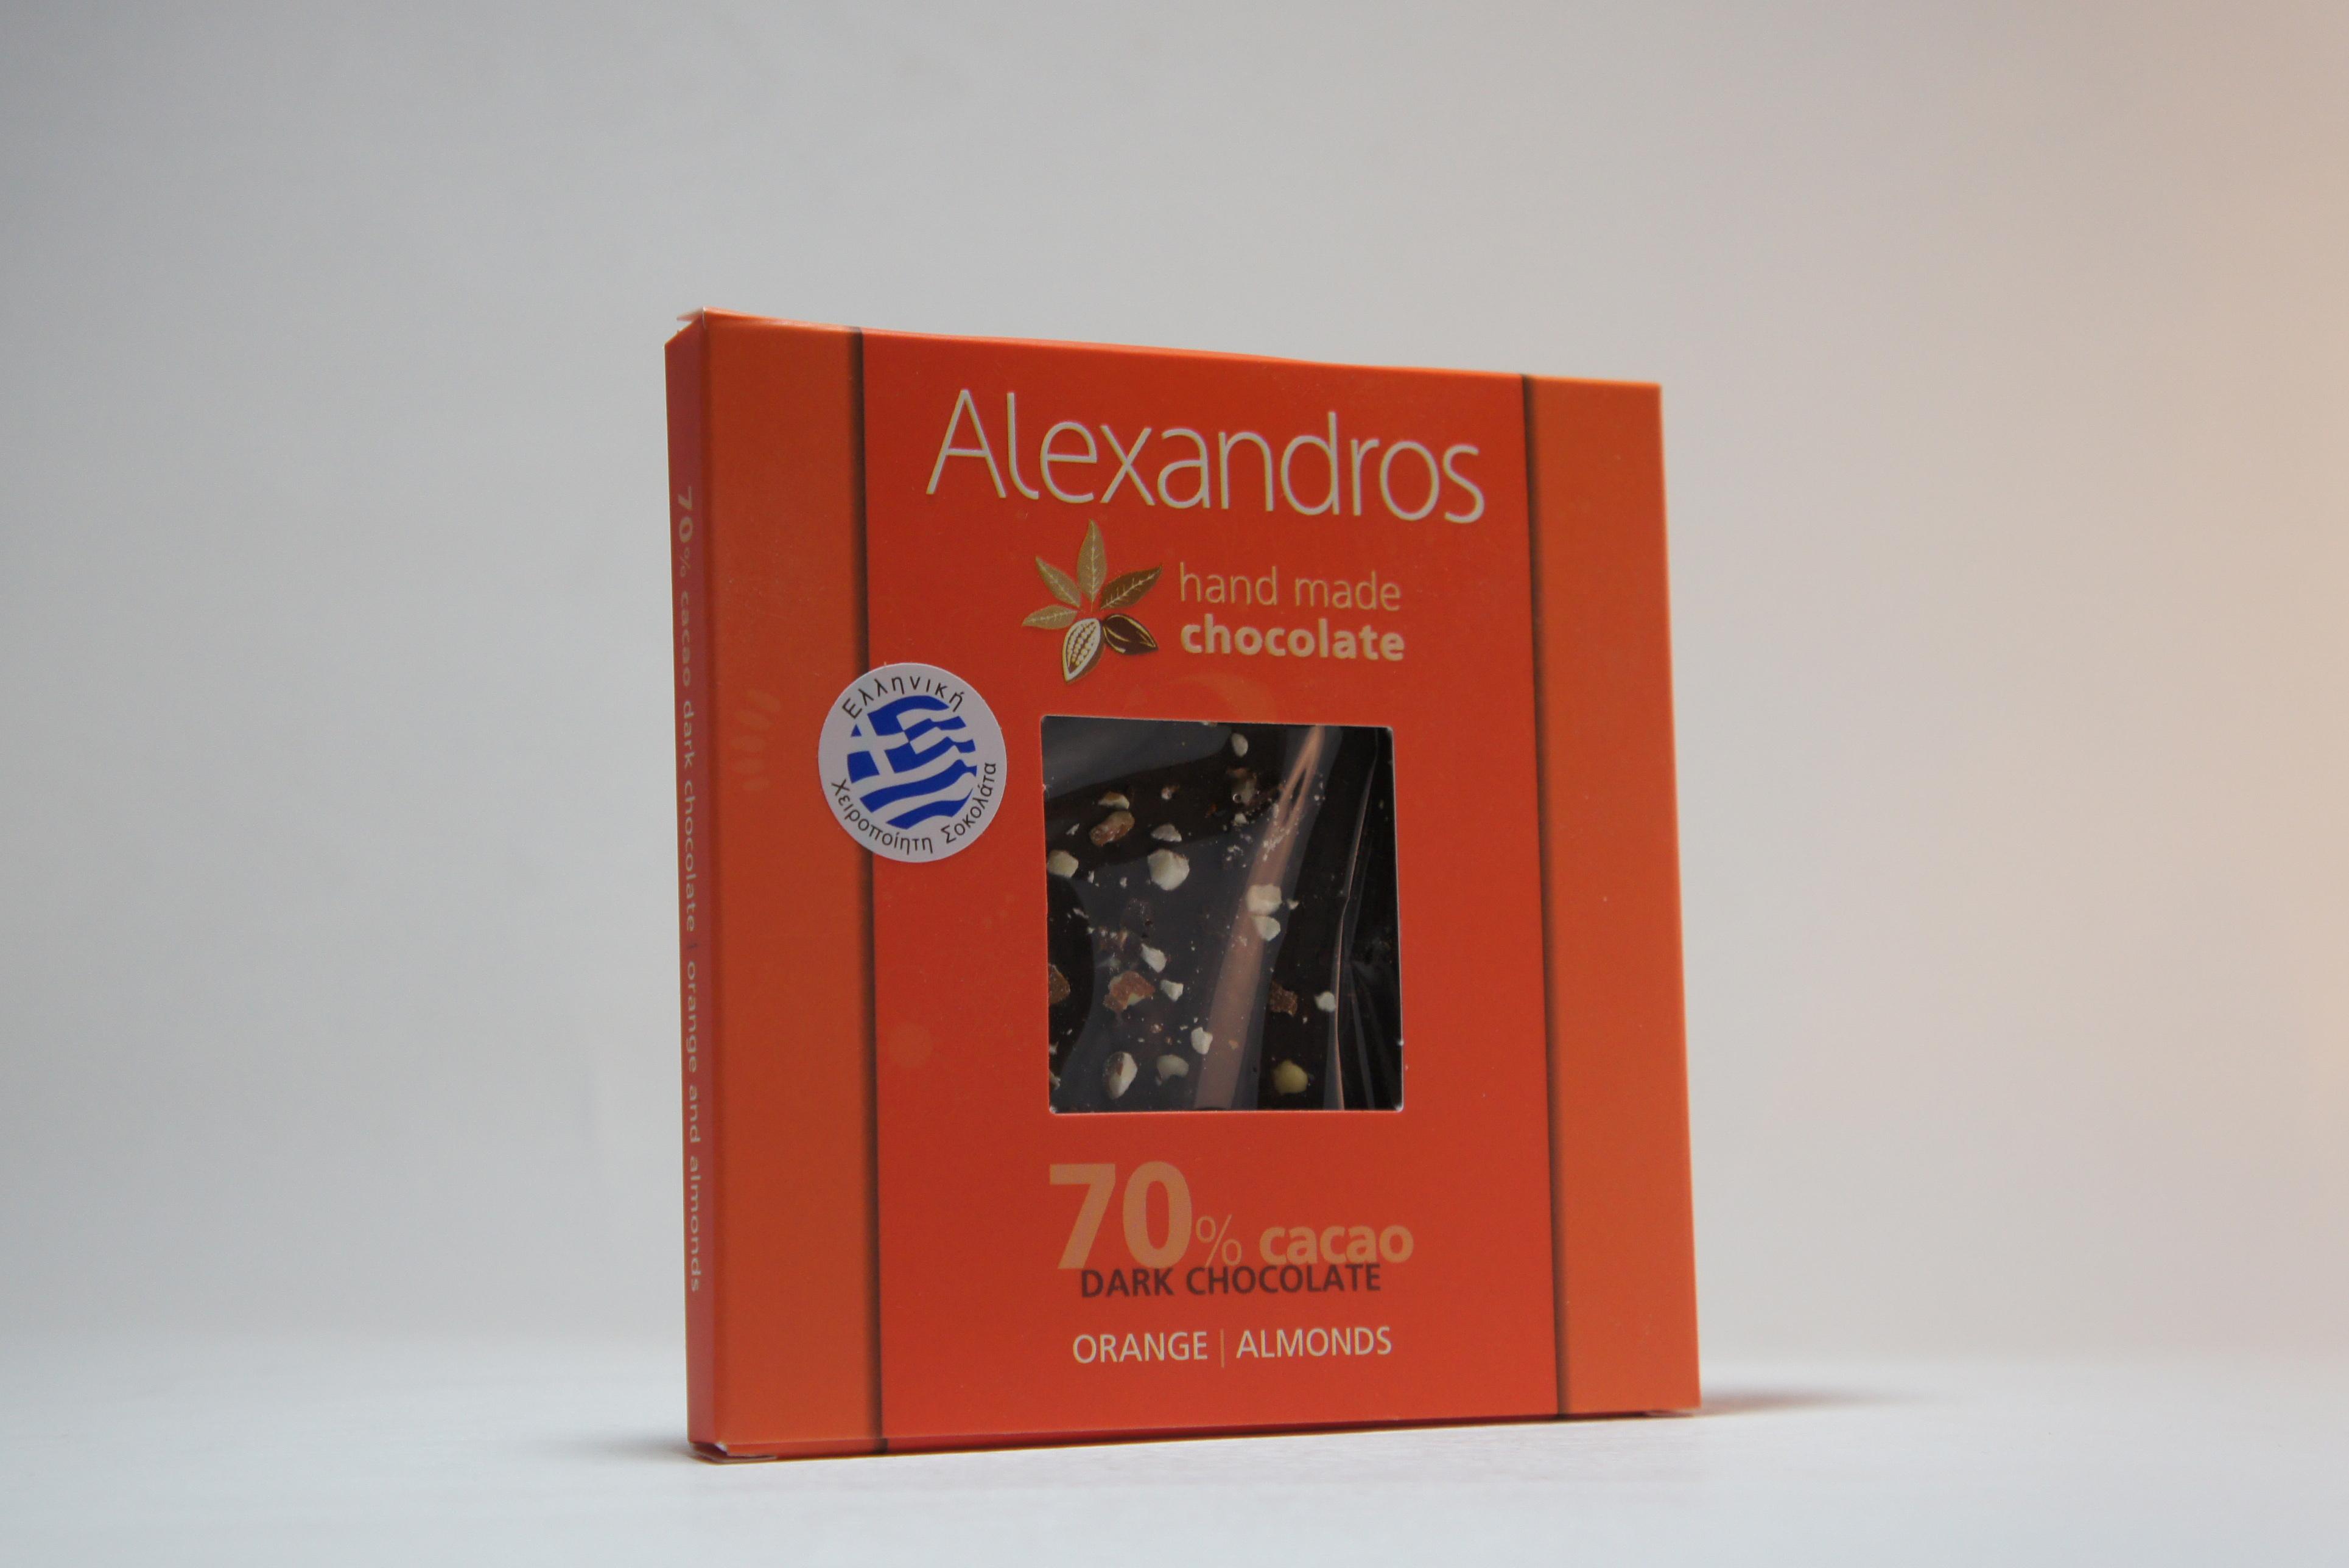 Alexandros
hand made
chocolate
Ελληνική
Χειροποίητη Σοκολάτα
70% cacao
DARK CHOCOLATE
ORANGE | ALMONDS
70% cacao dark chocolate | orange and almonds